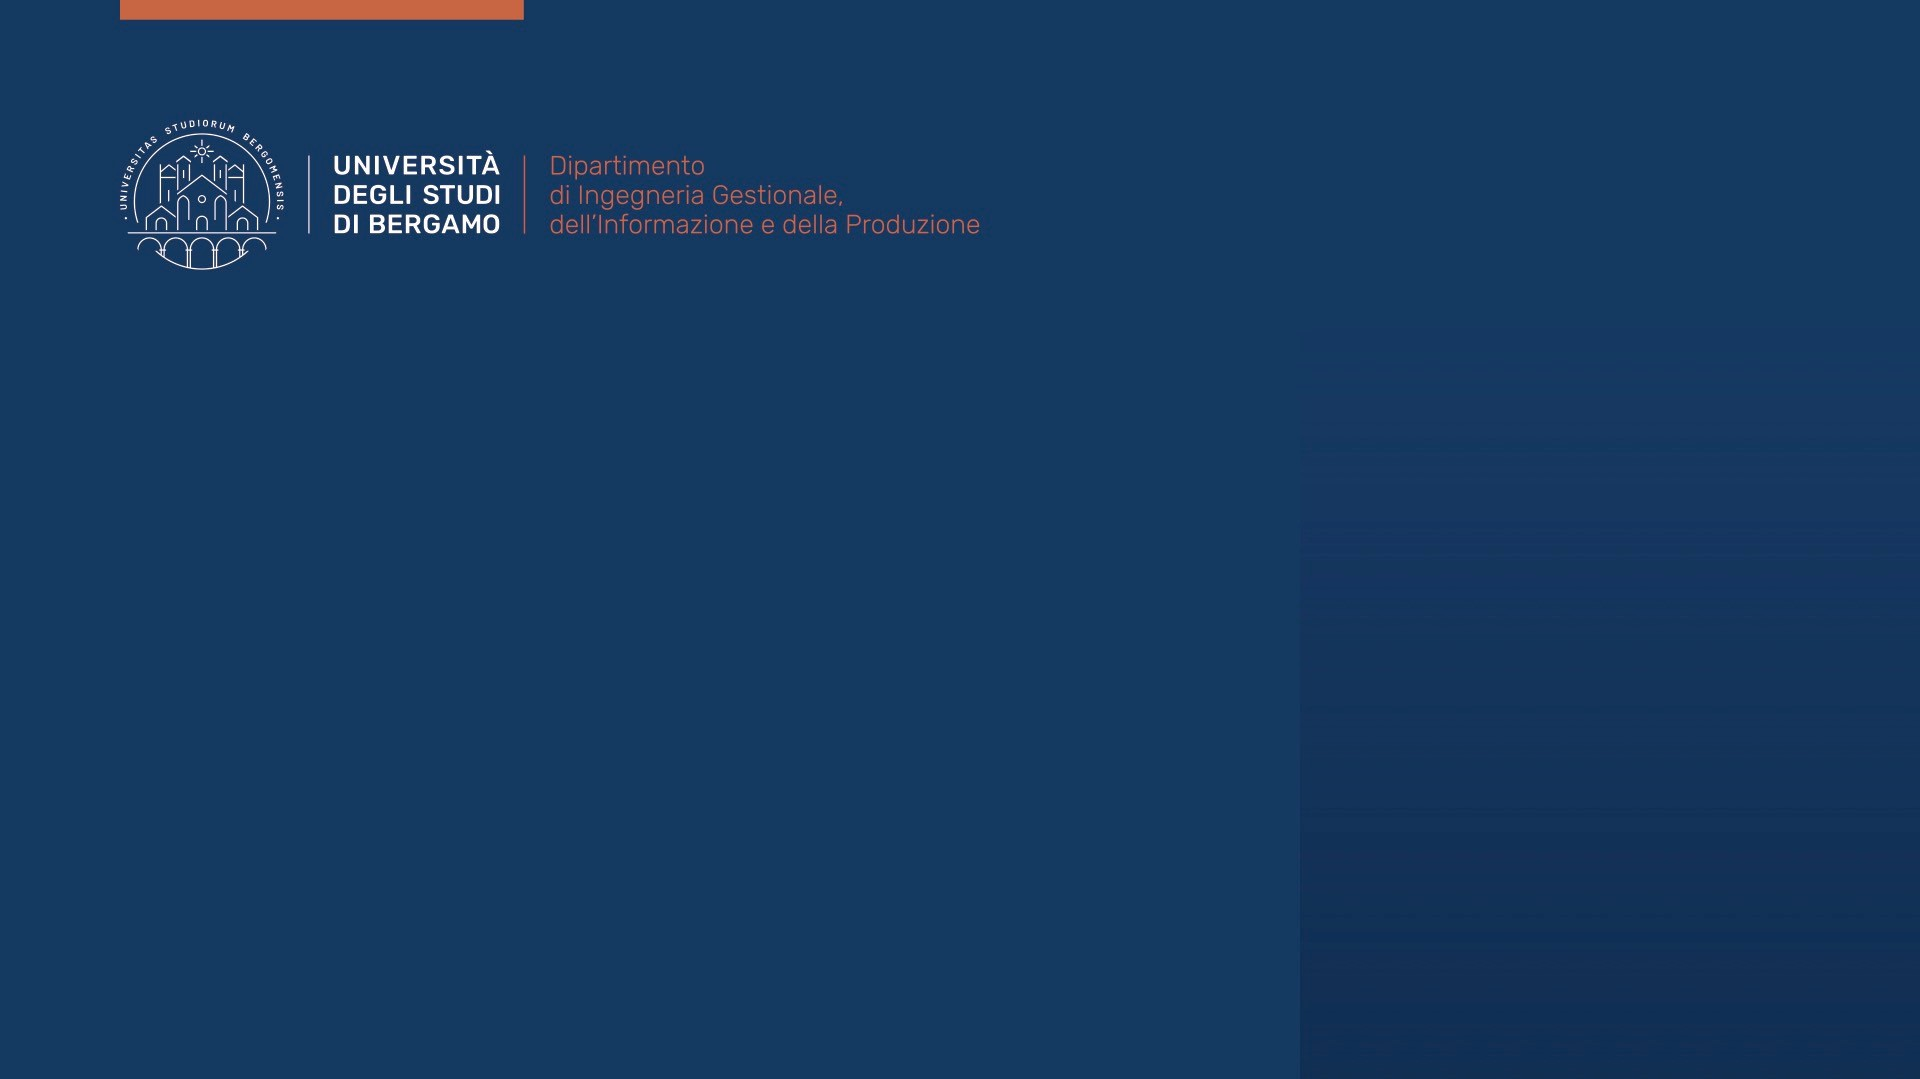 UNIVERSITAS STUDIORUM BERGOMENSIS
UNIVERSITÀ
DEGLI STUDI
DI BERGAMO
Dipartimento
di Ingegneria Gestionale,
dell’Informazione e della Produzione